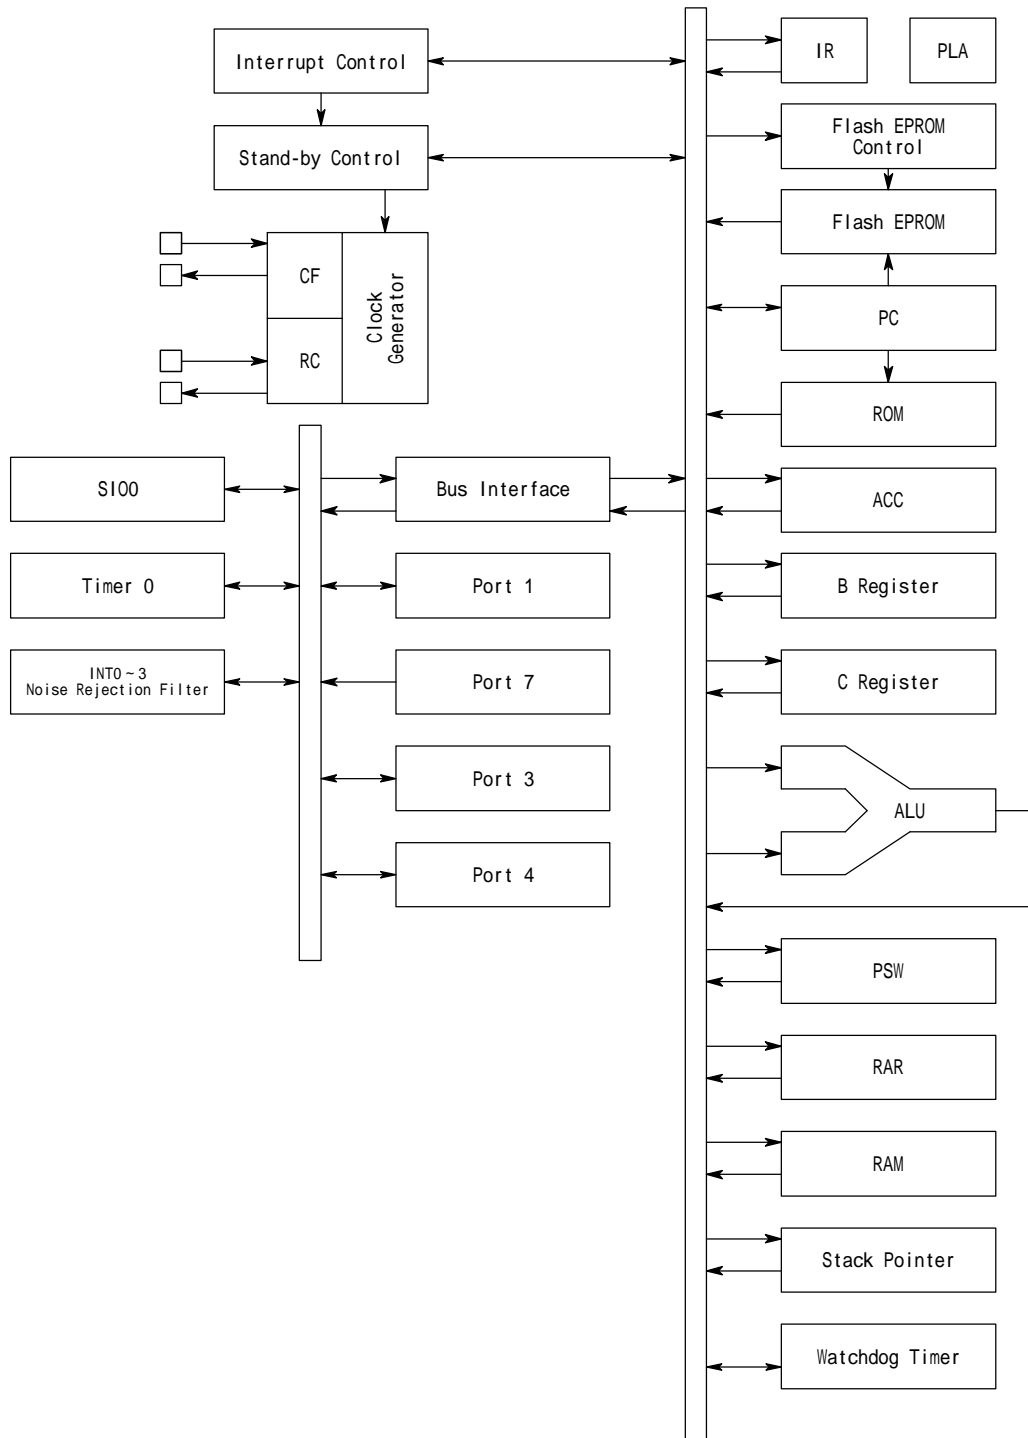 Interrupt Control
IR
PLA
Stand-by Control
Flash EPROM
Control
Flash EPROM
CF
Clock
Generator
RC
PC
ROM
SIO0
Bus Interface
ACC
Timer 0
Port 1
B Register
INT0~3
Noise Rejection Filter
Port 7
C Register
Port 3
ALU
Port 4
PSW
RAR
RAM
Stack Pointer
Watchdog Timer